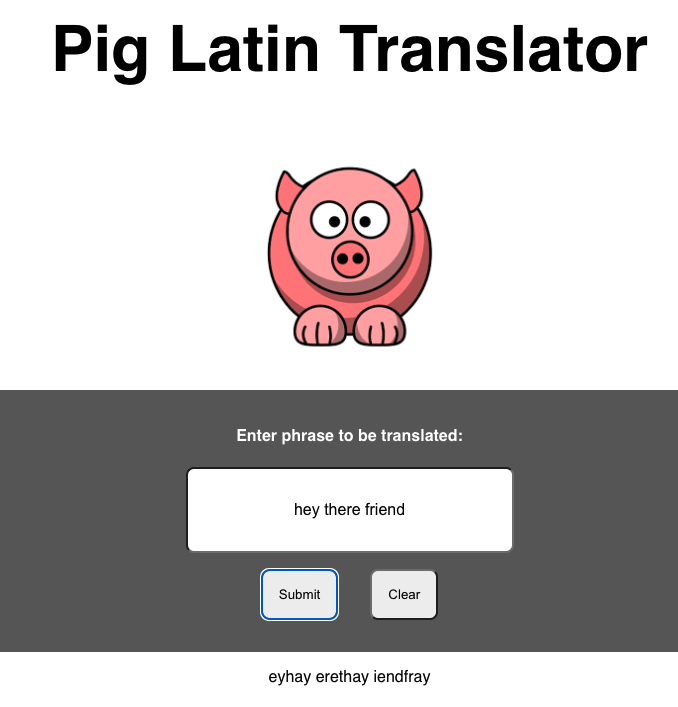 Pig Latin Translator
Enter phrase to be translated:
hey there friend
Submit Clear
eyhay erethay iendfray